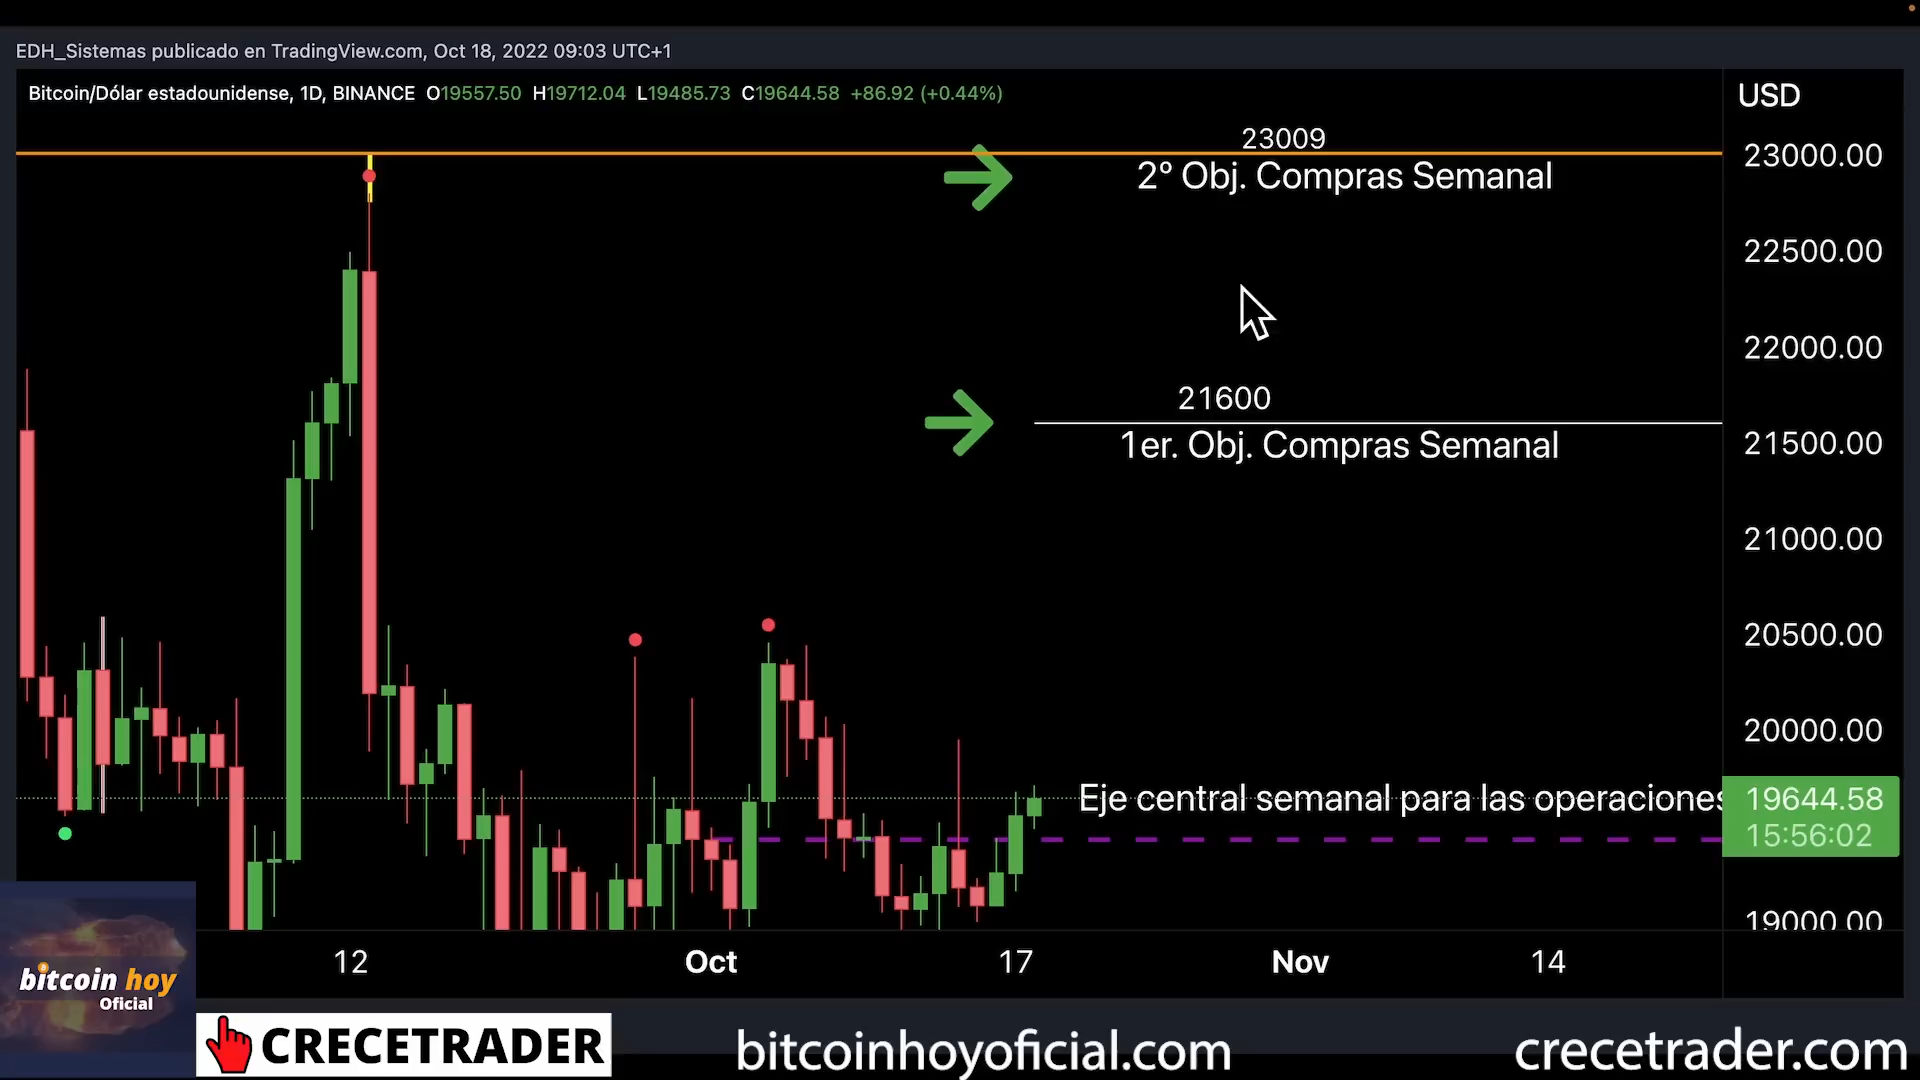 EDH_Sistemas publicado en TradingView.com, Oct 18, 2022 09:03 UTC+1
Bitcoin/Dólar estadounidense, 1D, BINANCE O19557.50 H19712.04 L19485.73 C19644.58 +86.92 (+0.44%)
USD
23009
23000.00
2º Obj. Compras Semanal
22500.00
22000.00
21600
21500.00
1er. Obj. Compras Semanal
21000.00
20500.00
20000.00
Eje central semanal para las operaciones
19644.58
15:56:02
19000.00
12 Oct 17 Nov 14
bitcoin hoy
Oficial
CRECETRADER bitcoinhoyoficial.com crecetrader.com